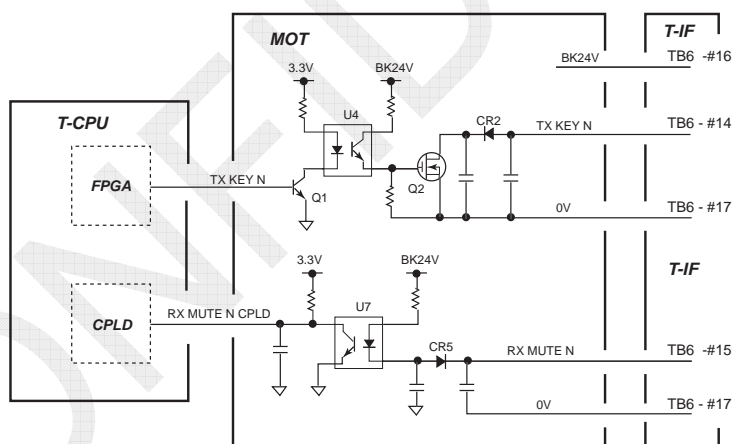 MOT
T-IF
BK24V
TB6 -#16
3.3V
BK24V
T-CPU
U4
CR2
TX KEY N
TB6 - #14
FPGA
TX KEY N
Q1
Q2
0V
TB6 - #17
3.3V
BK24V
T-IF
CPLD
RX MUTE N CPLD
U7
CR5
RX MUTE N
TB6 -#15
0V
TB6 - #17